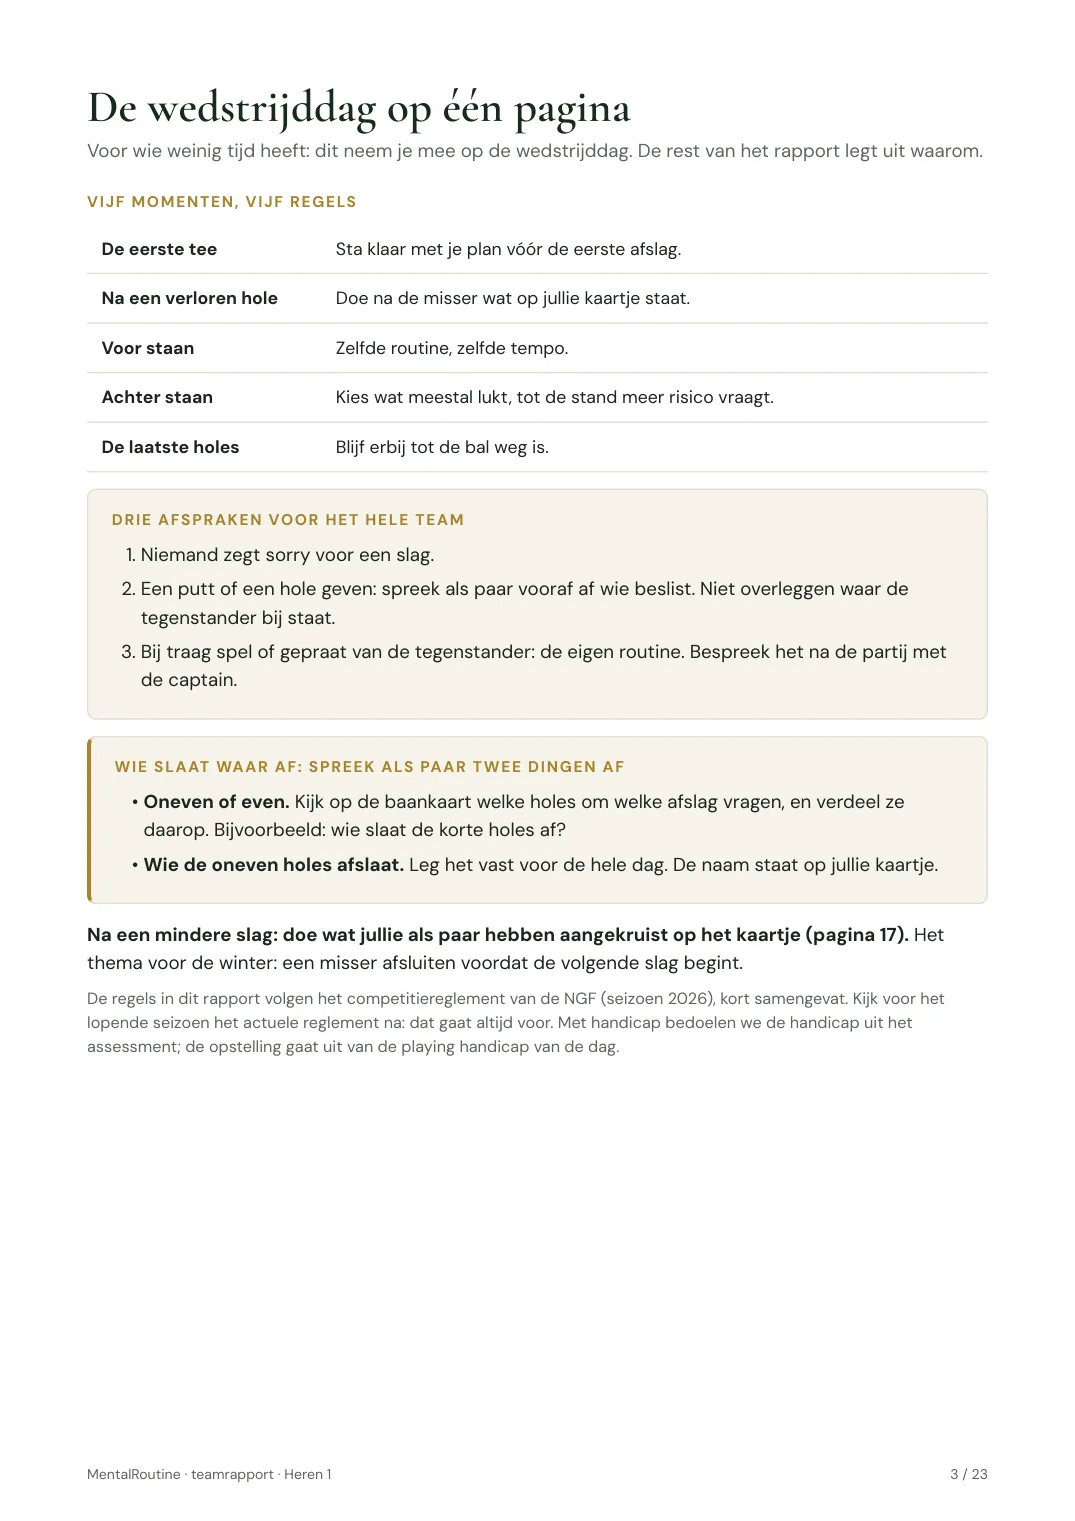 De wedstrijddag op één pagina
Voor wie weinig tijd heeft: dit neem je mee op de wedstrijddag. De rest van het rapport legt uit waarom.
VIJF MOMENTEN, VIJF REGELS
De eerste tee Sta klaar met je plan vóór de eerste afslag.
Na een verloren hole Doe na de misser wat op jullie kaartje staat.
Voor staan Zelfde routine, zelfde tempo.
Achter staan Kies wat meestal lukt, tot de stand meer risico vraagt.
De laatste holes Blijf erbij tot de bal weg is.
DRIE AFSPRAKEN VOOR HET HELE TEAM
1. Niemand zegt sorry voor een slag.
2. Een putt of een hole geven: spreek als paar vooraf af wie beslist. Niet overleggen waar de
tegenstander bij staat.
3. Bij traag spel of gepraat van de tegenstander: de eigen routine. Bespreek het na de partij met
de captain.
WIE SLAAT WAAR AF: SPREEK ALS PAAR TWEE DINGEN AF
• Oneven of even. Kijk op de baankaart welke holes om welke afslag vragen, en verdeel ze
daarop. Bijvoorbeeld: wie slaat de korte holes af?
• Wie de oneven holes afslaat. Leg het vast voor de hele dag. De naam staat op jullie kaartje.
Na een mindere slag: doe wat jullie als paar hebben aangekruist op het kaartje (pagina 17). Het
thema voor de winter: een misser afsluiten voordat de volgende slag begint.
De regels in dit rapport volgen het competitiereglement van de NGF (seizoen 2026), kort samengevat. Kijk voor het
lopende seizoen het actuele reglement na: dat gaat altijd voor. Met handicap bedoelen we de handicap uit het
assessment; de opstelling gaat uit van de playing handicap van de dag.
MentalRoutine · teamrapport · Heren 1 3 / 23